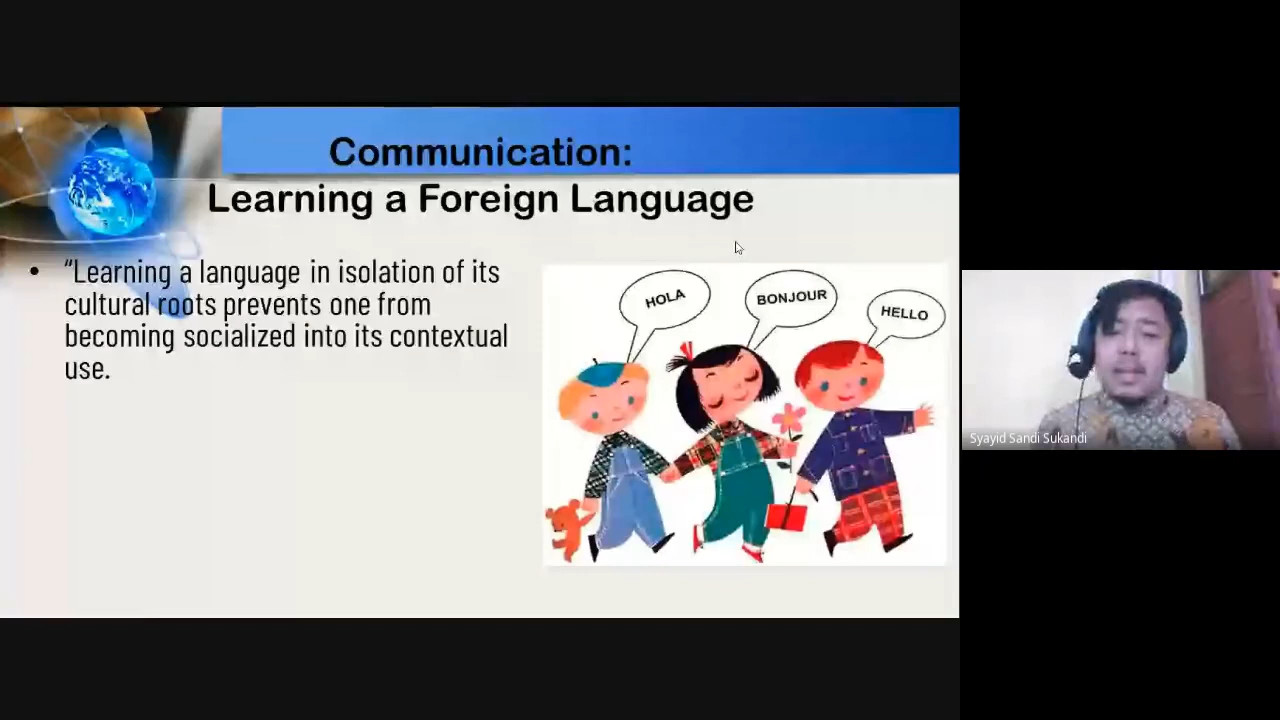 Communication:
Learning a Foreign Language
• “Learning a language in isolation of its
cultural roots prevents one from
becoming socialized into its contextual
use.
HOLA
BONJOUR
HELLO
Syayid Sandi Sukandi